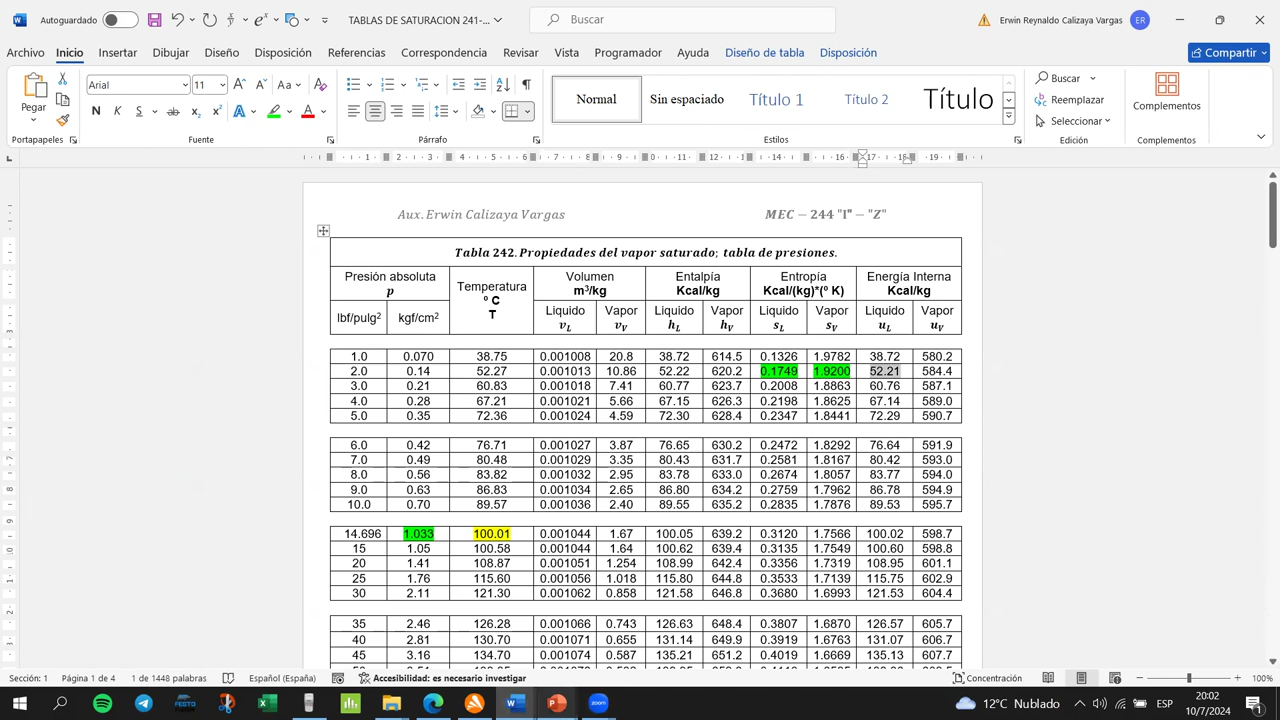 Autoguardado
TABLAS DE SATURACION 241-...
Buscar
Erwin Reynaldo Calizaya Vargas
ER
Archivo Inicio Insertar Dibujar Diseño Disposición Referencias Correspondencia Revisar Vista Programador Ayuda Diseño de tabla Disposición
Compartir
Pegar
Arial 11
Normal Sin espaciado Título 1 Título 2 Título
Buscar
Reemplazar
Seleccionar
Complementos
Portapapeles Fuente Párrafo Estilos Edición Complementos
Aux. Erwin Calizaya Vargas MEC − 244 "I" − "Z"
Tabla 242. Propiedades del vapor saturado; tabla de presiones.
Presión absoluta p
Temperatura º C T
Volumen m³/kg
Entalpía Kcal/kg
Entropía Kcal/(kg)*(º K)
Energía Interna Kcal/kg
lbf/pulg² kgf/cm² Liquido Vapor Liquido Vapor Liquido Vapor Liquido Vapor
v_L v_V h_L h_V s_L s_V u_L u_V
1.0 0.070 38.75 0.001008 20.8 38.72 614.5 0.1326 1.9782 38.72 580.2
2.0 0.14 52.27 0.001013 10.86 52.22 620.2 0.1749 1.9200 52.21 584.4
3.0 0.21 60.83 0.001018 7.41 60.77 623.7 0.2008 1.8863 60.76 587.1
4.0 0.28 67.21 0.001021 5.66 67.15 626.3 0.2198 1.8625 67.14 589.0
5.0 0.35 72.36 0.001024 4.59 72.30 628.4 0.2347 1.8441 72.29 590.7
6.0 0.42 76.71 0.001027 3.87 76.65 630.2 0.2472 1.8292 76.64 591.9
7.0 0.49 80.48 0.001029 3.35 80.43 631.7 0.2581 1.8167 80.42 593.0
8.0 0.56 83.82 0.001032 2.95 83.78 633.0 0.2674 1.8057 83.77 594.0
9.0 0.63 86.83 0.001034 2.65 86.80 634.2 0.2759 1.7962 86.78 594.9
10.0 0.70 89.57 0.001036 2.40 89.55 635.2 0.2835 1.7876 89.53 595.7
14.696 1.033 100.01 0.001044 1.67 100.05 639.2 0.3120 1.7566 100.02 598.7
15 1.05 100.58 0.001044 1.64 100.62 639.4 0.3135 1.7549 100.60 598.8
20 1.41 108.87 0.001051 1.254 108.99 642.4 0.3356 1.7319 108.95 601.1
25 1.76 115.60 0.001056 1.018 115.80 644.8 0.3533 1.7139 115.75 602.9
30 2.11 121.30 0.001062 0.858 121.58 646.8 0.3680 1.6993 121.53 604.4
35 2.46 126.28 0.001066 0.743 126.63 648.4 0.3807 1.6870 126.57 605.7
40 2.81 130.70 0.001071 0.655 131.14 649.9 0.3919 1.6763 131.07 606.7
45 3.16 134.70 0.001074 0.587 135.21 651.2 0.4019 1.6669 135.13 607.7
Sección: 1 Página 1 de 4 1 de 1448 palabras Español (España) Accesibilidad: es necesario investigar Concentración 100%
12°C Nublado ESP 20:02
10/7/2024